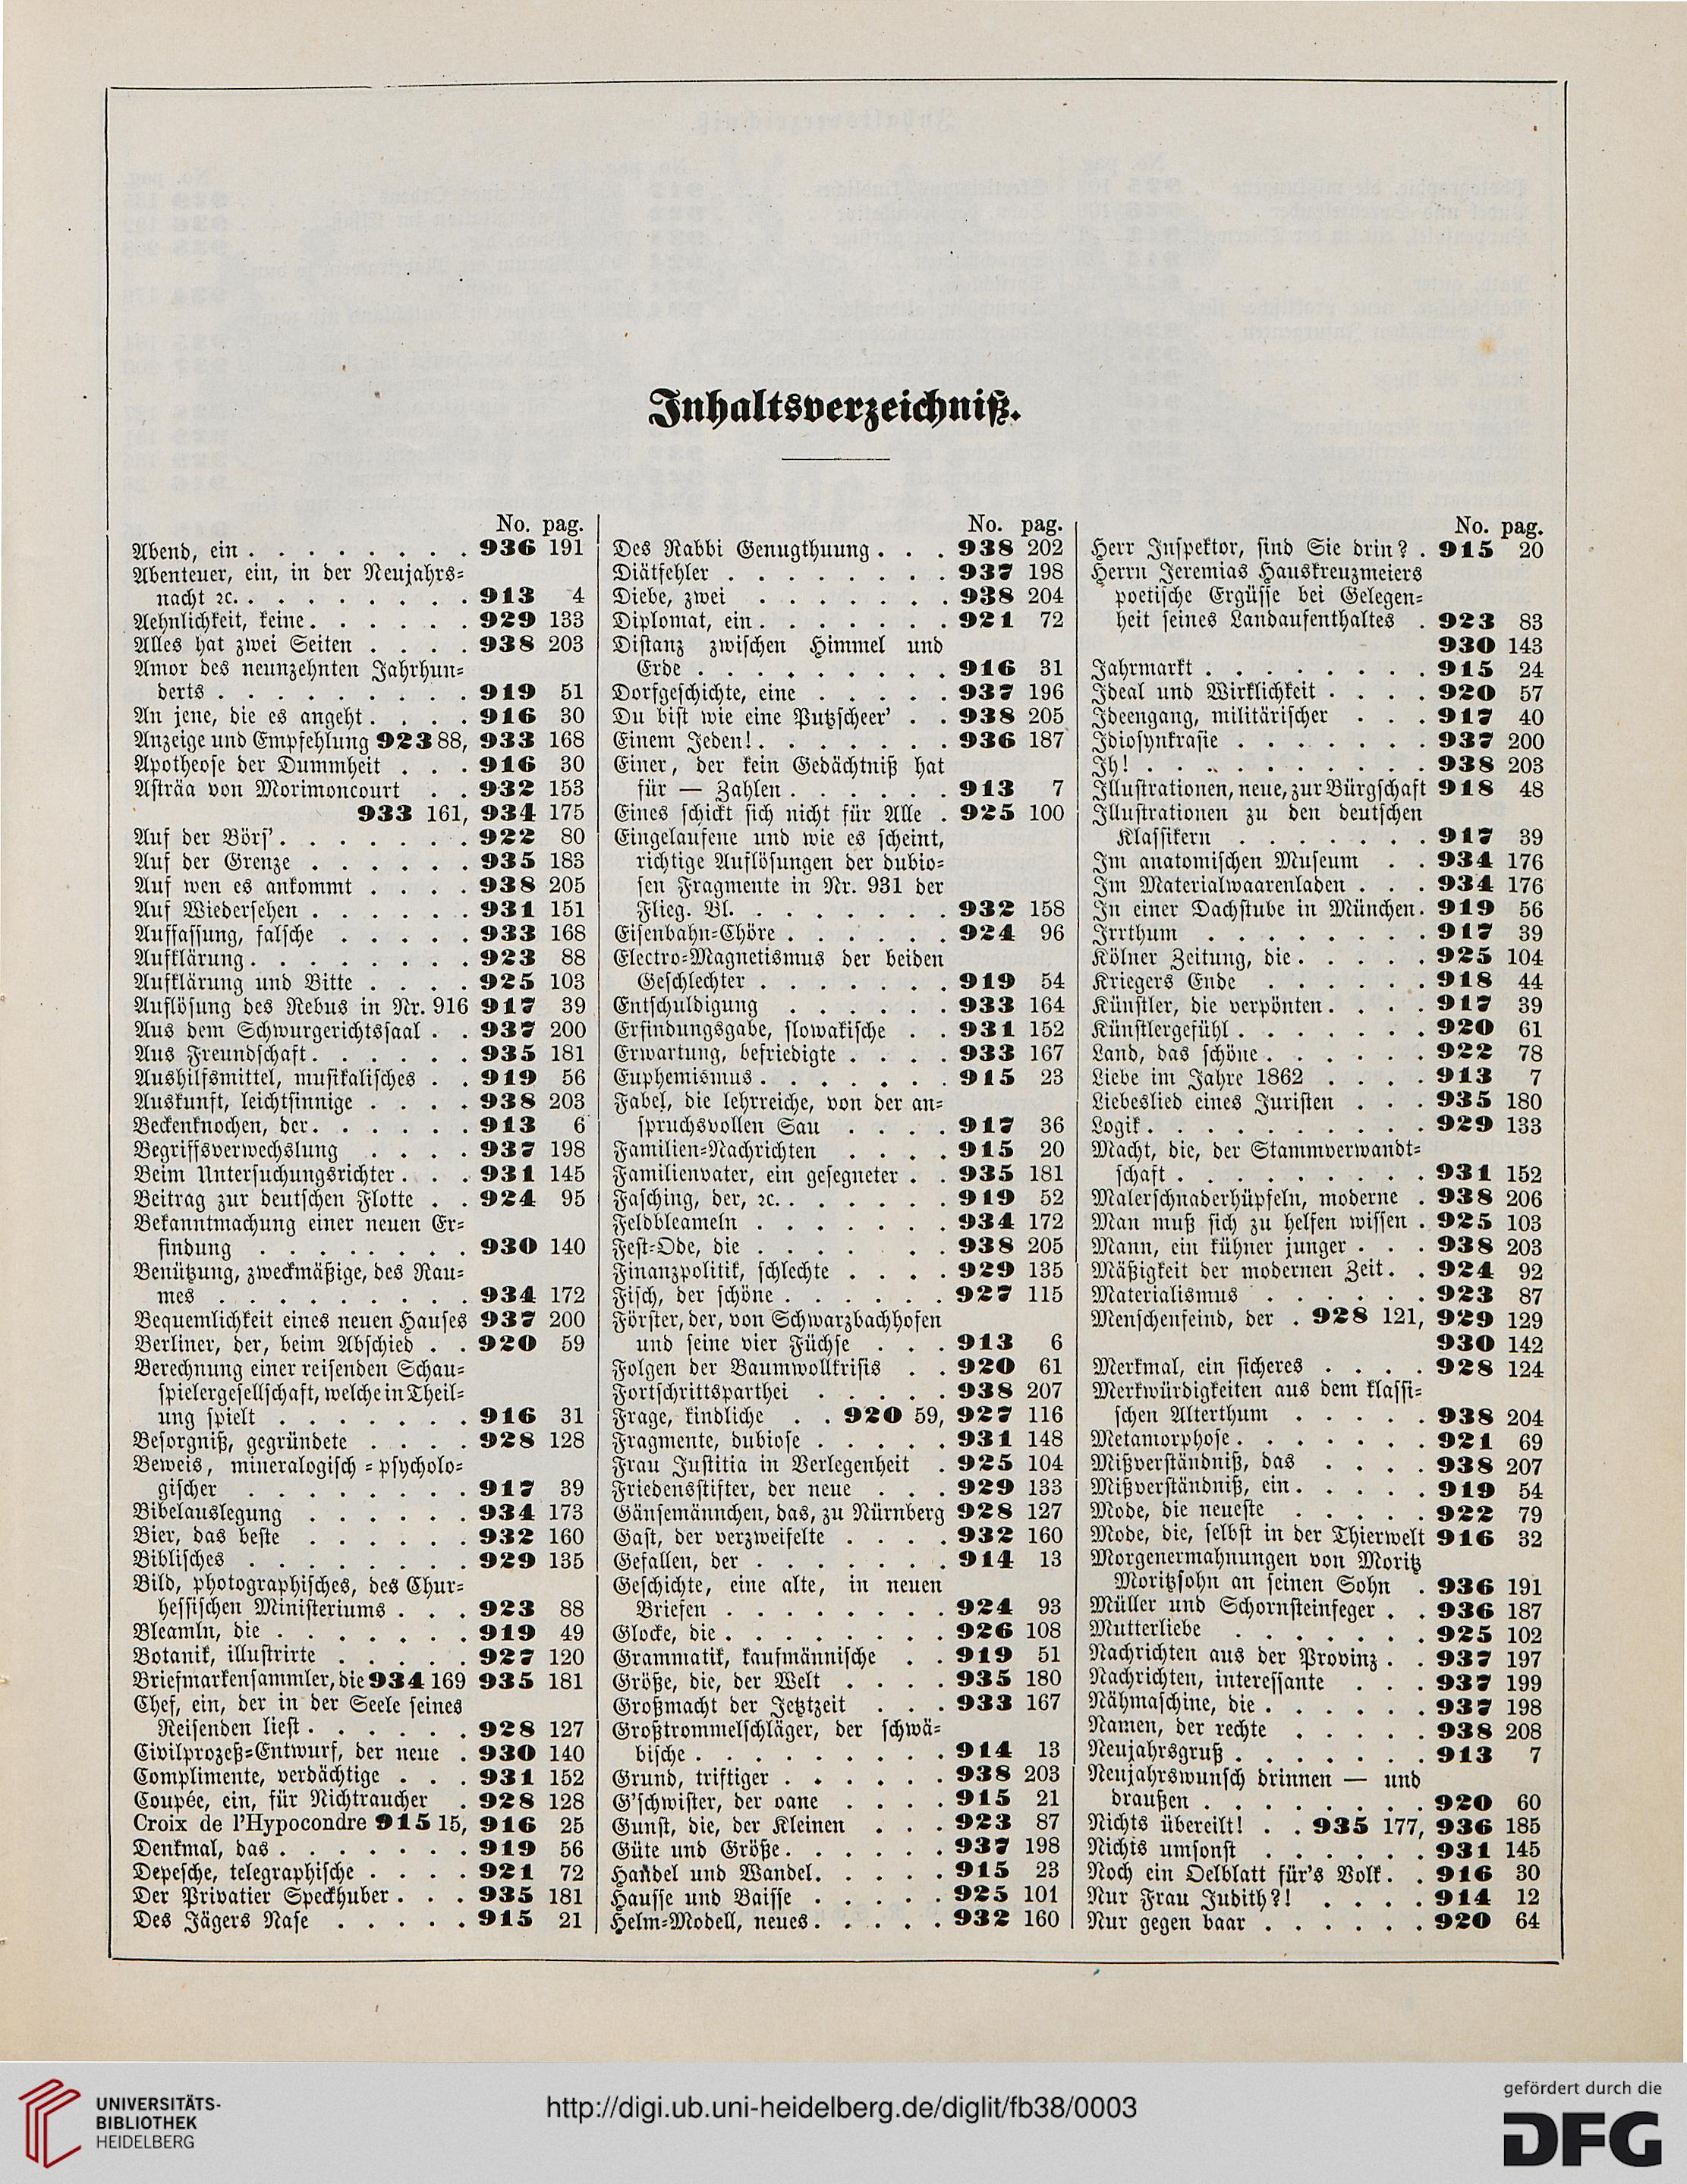 Inhaltsverzeichniß.
No. pag.
Abend, ein . . . . . . . . 936 191
Abenteuer, ein, in der Neujahrs-
nacht ꝛc. . . . . . . . . 913 4
Aehnlichkeit, keine . . . . . . 929 133
Alles hat zwei Seiten . . . . 938 203
Amor des neunzehnten Jahrhun-
derts . . . . . . . . . 919 51
An jene, die es angeht . . . . 916 30
Anzeige und Empfehlung 923 88, 933 168
Apotheose der Dummheit . . . 916 30
Asträa von Morimoncourt . . 932 153
933 161, 934 175
Auf der Börs'. . . . . . . 922 80
Auf der Grenze . . . . . . 935 183
Auf wen es ankommt . . . . 938 205
Auf Wiedersehen . . . . . . 931 151
Auffassung, falsche . . . . . 933 168
Aufklärung . . . . . . . . 923 88
Aufklärung und Bitte . . . . 925 103
Auflösung des Rebus in Nr. 916 917 39
Aus dem Schwurgerichtssaal . . 937 200
Aus Freundschaft . . . . . . 935 181
Aushilfsmittel, musikalisches . . 919 56
Auskunft, leichtsinnige . . . . 938 203
Beckenknochen, der . . . . . . 913 6
Begriffsverwechslung . . . . 937 198
Beim Untersuchungsrichter . . . 931 145
Beitrag zur deutschen Flotte . . 924 95
Bekanntmachung einer neuen Er-
findung . . . . . . . . 930 140
Benützung, zweckmäßige, des Rau-
mes . . . . . . . . . 934 172
Bequemlichkeit eines neuen Hauses 937 200
Berliner, der, beim Abschied . . 920 59
Berechnung einer reisenden Schau-
spielergesellschaft, welche in Theil-
ung spielt . . . . . . . 916 31
Besorgniß, gegründete . . . . 928 128
Beweis, mineralogisch - psycholo-
gischer . . . . . . . . 917 39
Bibelauslegung . . . . . . 934 173
Bier, das beste . . . . . . 932 160
Biblisches . . . . . . . . 929 135
Bild, photographisches, des Chur-
hessischen Ministeriums . . . 923 88
Bleamln, die . . . . . . . 919 49
Botanik, illustrirte . . . . . 927 120
Briefmarkensammler, die 934 169 935 181
Chef, ein, der in der Seele seines
Reisenden liest . . . . . . 928 127
Civilprozeß-Entwurf, der neue . 930 140
Complimente, verdächtige . . . 931 152
Coupée, ein, für Nichtraucher . 928 128
Croix de l'Hypocondre 915 15, 916 25
Denkmal, das . . . . . . . 919 56
Depesche, telegraphische . . . . 921 72
Der Privatier Speckhuber . . . 935 181
Des Jägers Nase . . . . . 915 21
No. pag.
Des Rabbi Genugthuung . . . 938 202
Diätfehler . . . . . . . . 937 198
Diebe, zwei . . . . . . . 938 204
Diplomat, ein . . . . . . . 921 72
Distanz zwischen Himmel und
Erde . . . . . . . . . 916 31
Dorfgeschichte, eine . . . . . 937 196
Du bist wie eine Putzscheer' . . 938 205
Einem Jeden! . . . . . . . 936 187
Einer, der kein Gedächtniß hat
für — Zahlen . . . . . . 913 7
Eines schickt sich nicht für Alle . 925 100
Eingelaufene und wie es scheint,
richtige Auflösungen der dubio-
sen Fragmente in Nr. 931 der
Flieg. Bl. . . . . . . . . 932 158
Eisenbahn-Chöre . . . . . . 924 96
Electro-Magnetismus der beiden
Geschlechter . . . . . . . 919 54
Entschuldigung . . . . . . 933 164
Erfindungsgabe, slowakische . . 931 152
Erwartung, befriedigte . . . . 933 167
Euphemismus . . . . . . . 915 23
Fabel, die lehrreiche, von der an-
spruchsvollen Sau . . . . 917 36
Familien-Nachrichten . . . . 915 20
Familienvater, ein gesegneter . . 935 181
Fasching, der, ꝛc. . . . . . . 919 52
Feldbleameln . . . . . . . 934 172
Fest-Ode, die . . . . . . . 938 205
Finanzpolitik, schlechte . . . . 929 135
Fisch, der schöne . . . . . . 927 115
Förster, der, von Schwarzbachhofen
und seine vier Füchse . . . 913 6
Folgen der Baumwollkrisis . . 920 61
Fortschrittsparthei . . . . . 938 207
Frage, kindliche . . 920 59, 927 116
Fragmente, dubiose . . . . . 931 148
Frau Justitia in Verlegenheit . 925 104
Friedensstifter, der neue . . . 929 133
Gänsemännchen, das, zu Nürnberg 928 127
Gast, der verzweifelte . . . . 932 160
Gefallen, der . . . . . . . 914 13
Geschichte, eine alte, in neuen
Briefen . . . . . . . . 924 93
Glocke, die . . . . . . . . 926 108
Grammatik, kaufmännische . . 919 51
Größe, die, der Welt . . . . 935 180
Großmacht der Jetztzeit . . . 933 167
Großtrommelschläger, der schwä-
bische . . . . . . . . . 914 13
Grund, triftiger . . . . . . 938 203
G'schwister, der oane . . . . 915 21
Gunst, die, der Kleinen . . . 923 87
Güte und Größe . . . . . . 937 198
Handel und Wandel . . . . . 915 23
Hausse und Baisse . . . . . 925 101
Helm-Modell, neues . . . . . 932 160
No. pag.
Herr Inspektor, sind Sie drin? . 915 20
Herrn Jeremias Hauskreuzmeiers
poetische Ergüsse bei Gelegen-
heit seines Landaufenthaltes . 923 83
930 143
Jahrmarkt . . . . . . . . 915 24
Ideal und Wirklichkeit . . . . 920 57
Ideengang, militärischer . . . 917 40
Idiosynkrasie . . . . . . . 937 200
Ih! . . . . . . . . . . 938 203
Illustrationen, neue, zur Bürgschaft 918 48
Illustrationen zu den deutschen
Klassikern . . . . . . . 917 39
Im anatomischen Museum . . 934 176
Im Materialwaarenladen . . . 934 176
In einer Dachstube in München . 919 56
Irrthum . . . . . . . . 917 39
Kölner Zeitung, die . . . . . 925 104
Kriegers Ende . . . . . . 918 44
Künstler, die verpönten . . . . 917 39
Künstlergefühl . . . . . . . 920 61
Land, das schöne . . . . . . 922 78
Liebe im Jahre 1862 . . . . 913 7
Liebeslied eines Juristen . . . 935 180
Logik . . . . . . . . . . 929 133
Macht, die, der Stammverwandt-
schaft . . . . . . . . . 931 152
Malerschnaderhüpfeln, moderne . 938 206
Man muß sich zu helfen wissen . 925 103
Mann, ein kühner junger . . . 938 203
Mäßigkeit der modernen Zeit . . 924 92
Materialismus . . . . . . 923 87
Menschenfeind, der . 928 121, 929 129
930 142
Merkmal, ein sicheres . . . . 928 124
Merkwürdigkeiten aus dem klassi-
schen Alterthum . . . . . 938 204
Metamorphose . . . . . . . 921 69
Mißverständniß, das . . . . 938 207
Mißverständniß, ein . . . . . 919 54
Mode, die neueste . . . . . 922 79
Mode, die, selbst in der Thierwelt 916 32
Morgenermahnungen von Moritz
Moritzsohn an seinen Sohn . 936 191
Müller und Schornsteinfeger . . 936 187
Mutterliebe . . . . . . . 925 102
Nachrichten aus der Provinz . . 937 197
Nachrichten, interessante . . . 937 199
Nähmaschine, die . . . . . . 937 198
Namen, der rechte . . . . . 938 208
Neujahrsgruß . . . . . . . 913 7
Neujahrswunsch drinnen — und
draußen . . . . . . . . 920 60
Nichts übereilt! . . 935 177, 936 185
Nichts umsonst . . . . . . 931 145
Noch ein Oelblatt für's Volk . . 916 30
Nur Frau Judith?! . . . . 914 12
Nur gegen baar . . . . . . 920 64
UNIVERSITÄTS-
BIBLIOTHEK
HEIDELBERG
http://digi.ub.uni-heidelberg.de/diglit/fb38/0003
gefördert durch die
DFG